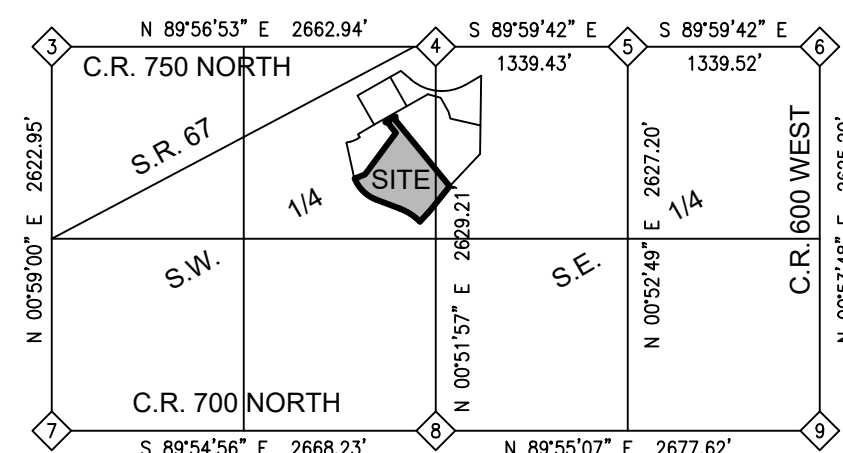 N 89°56'53" E 2662.94'
S 89°59'42" E
S 89°59'42" E
3
4
5
6
1339.43'
1339.52'
C.R. 750 NORTH
S.R. 67
N 00°59'00" E 2622.95'
1/4
SITE
S.W.
N 00°51'57" E 2629.21'
S.E.
1/4
N 00°52'49" E 2627.20'
C.R. 600 WEST
C.R. 700 NORTH
7
8
9
S 89°54'56" E 2668.23'
N 89°55'07" E 2677.62'